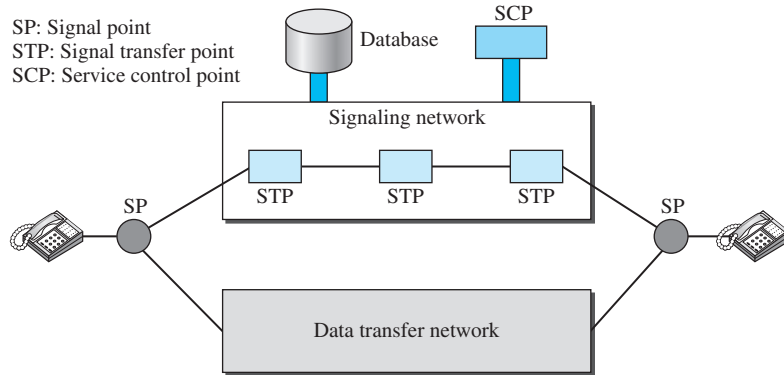 SP: Signal point
STP: Signal transfer point
SCP: Service control point
Database
SCP
Signaling network
STP
STP
STP
SP
SP
Data transfer network